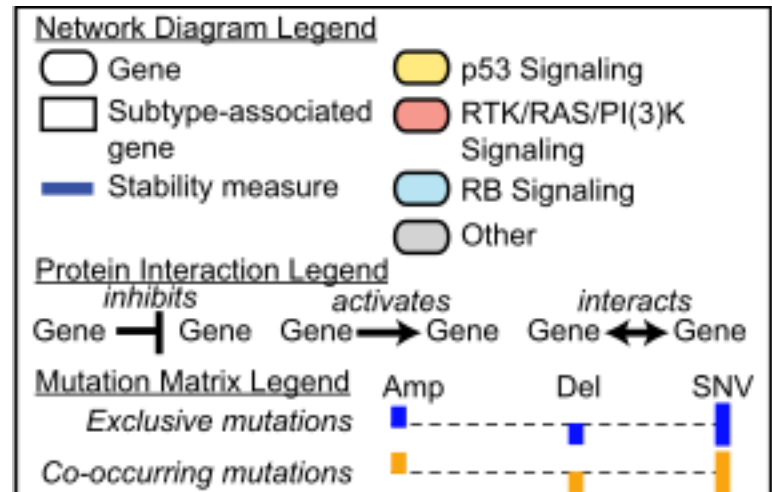 Network Diagram Legend
Gene
p53 Signaling
Subtype-associated
gene
RTK/RAS/PI(3)K
Signaling
Stability measure
RB Signaling
Other
Protein Interaction Legend
inhibits
activates
interacts
Gene Gene Gene Gene Gene Gene
Mutation Matrix Legend
Amp Del SNV
Exclusive mutations
Co-occurring mutations